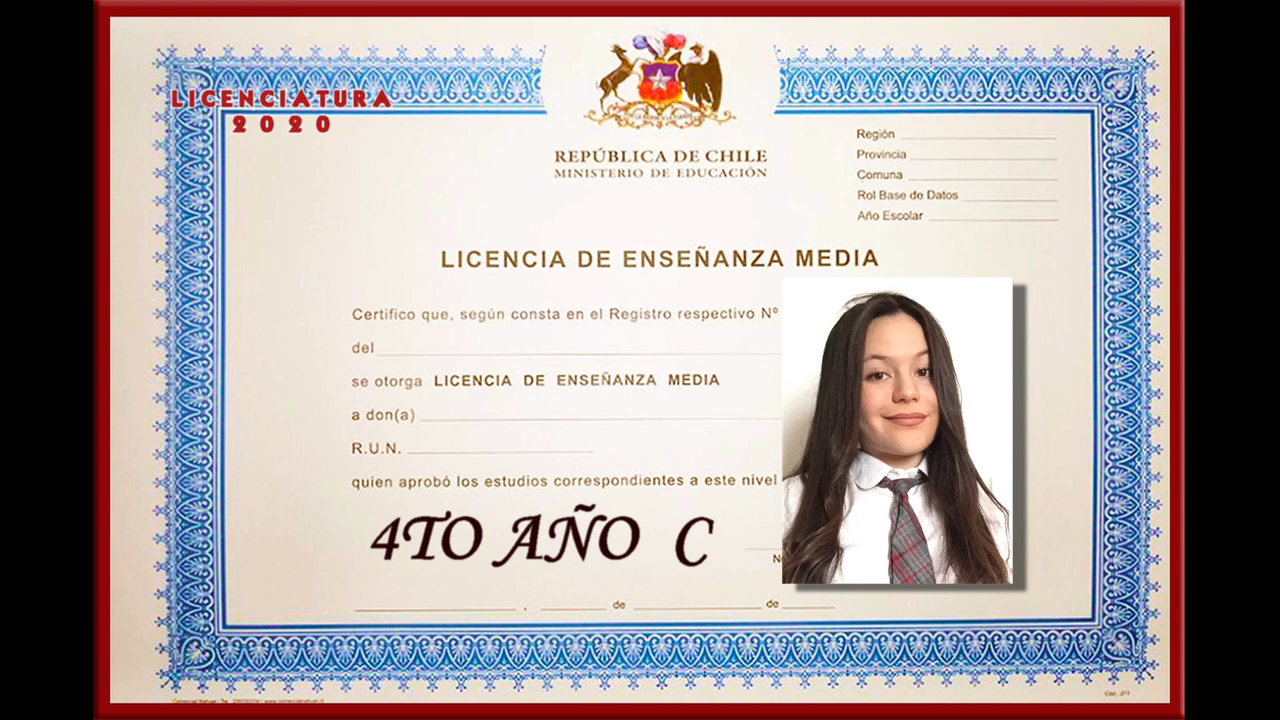 LICENCIATURA
2020
REPÚBLICA DE CHILE
MINISTERIO DE EDUCACIÓN
Región
Provincia
Comuna
Rol Base de Datos
Año Escolar
LICENCIA DE ENSEÑANZA MEDIA
Certifico que, según consta en el Registro respectivo Nº
del
se otorga LICENCIA DE ENSEÑANZA MEDIA
a don(a)
R.U.N.
quien aprobó los estudios correspondientes a este nivel
4TO AÑO C
, de de